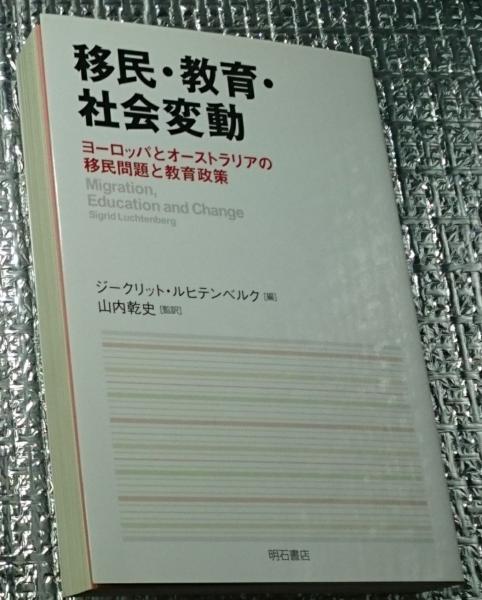 移民・教育・
社会変動
ヨーロッパとオーストラリアの
移民問題と教育政策
Migration,
Education and Change
Sigrid Luchtenberg
ジークリット・ルヒテンベルク[編]
山内乾史[監訳]
明石書店